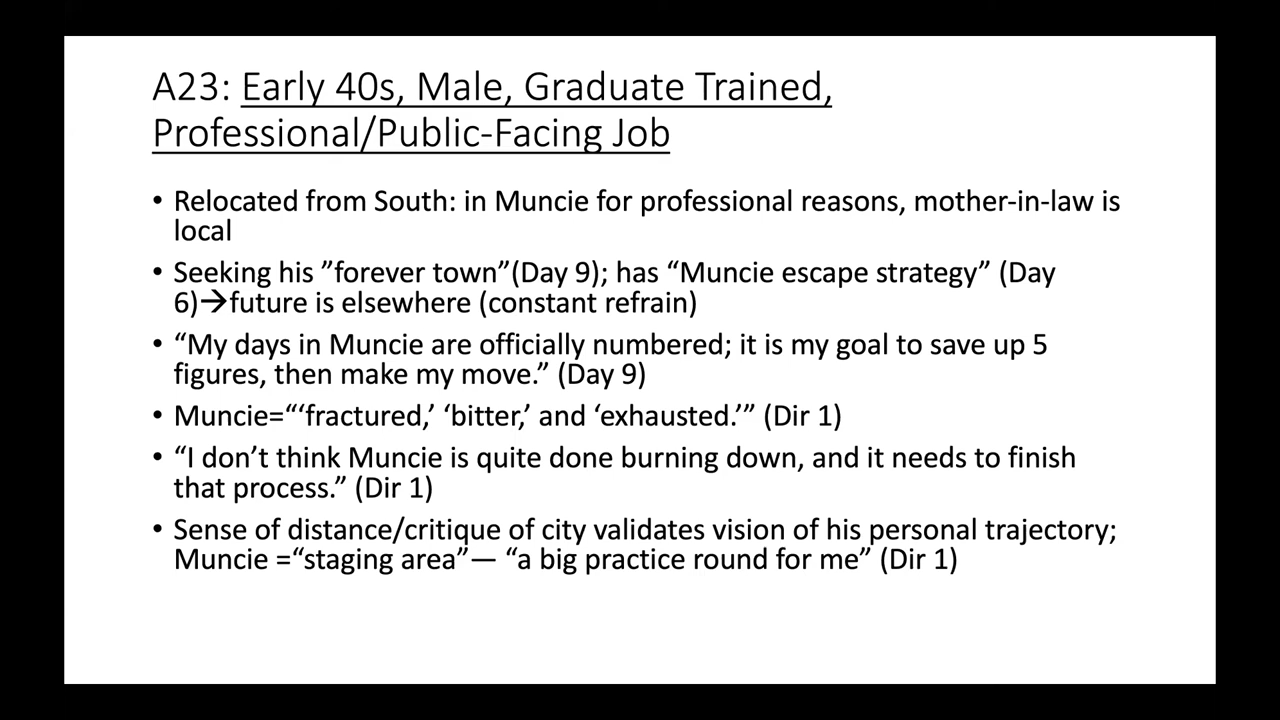 A23: Early 40s, Male, Graduate Trained,
Professional/Public-Facing Job
• Relocated from South: in Muncie for professional reasons, mother-in-law is
local
• Seeking his ”forever town”(Day 9); has “Muncie escape strategy” (Day
6)→future is elsewhere (constant refrain)
• “My days in Muncie are officially numbered; it is my goal to save up 5
figures, then make my move.” (Day 9)
• Muncie=“‘fractured,’ ‘bitter,’ and ‘exhausted.’” (Dir 1)
• “I don’t think Muncie is quite done burning down, and it needs to finish
that process.” (Dir 1)
• Sense of distance/critique of city validates vision of his personal trajectory;
Muncie =“staging area”— “a big practice round for me” (Dir 1)